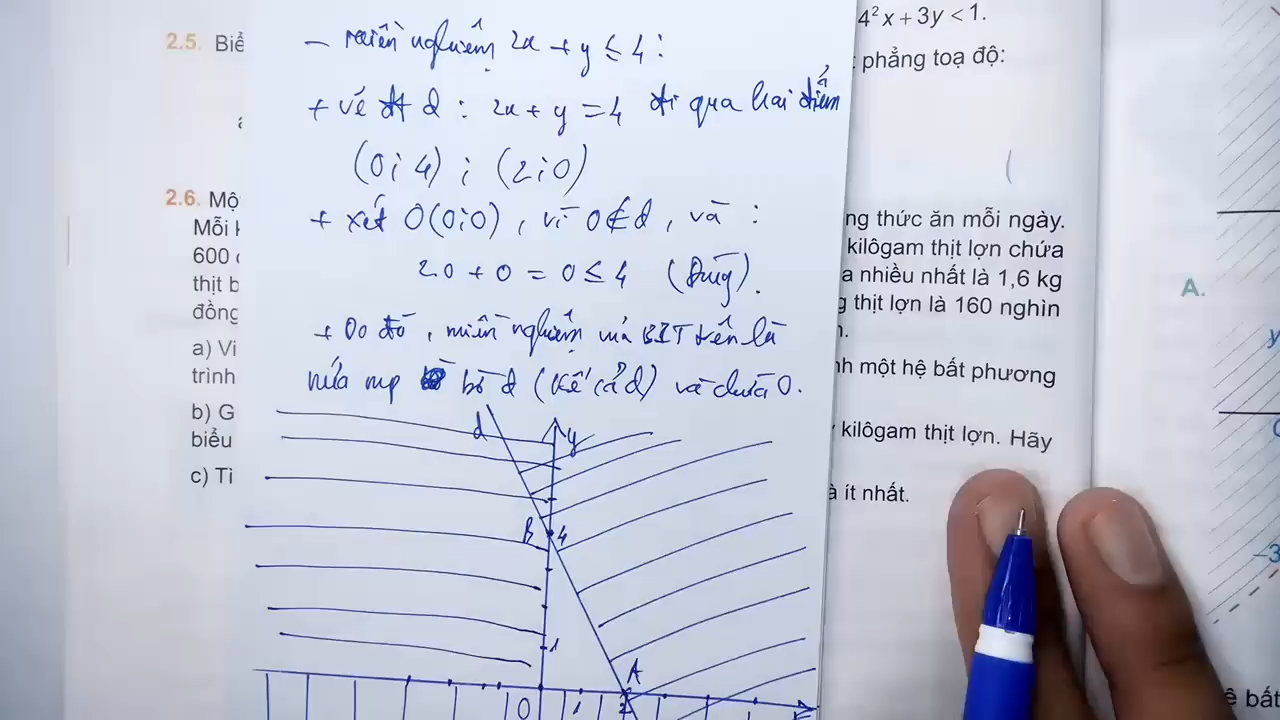 4²x + 3y < 1.
2.5. Biể
phẳng toạ độ:
– miền nghiệm 2x + y ≤ 4 :
+ vẽ đt d : 2x + y = 4 đi qua hai điểm
(0; 4) ; (2; 0)
+ xét O(0;0), vì O ∉ d, và :
2.0 + 0 = 0 ≤ 4 (Đúng).
+ Do đó, miền nghiệm của BPT trên là
nửa mp bờ d (kể cả d) và chứa O.
2.6. Mộ
Mỗi k
600 g
thịt b
đồng
a) Vi
trình
b) G
biểu
c) Tì
ng thức ăn mỗi ngày.
kilôgam thịt lợn chứa
a nhiều nhất là 1,6 kg
g thịt lợn là 160 nghìn
nh một hệ bất phương
kilôgam thịt lợn. Hãy
à ít nhất.
d
y
B 4
1
A
O 1 2
A.
y
–3
ệ bất